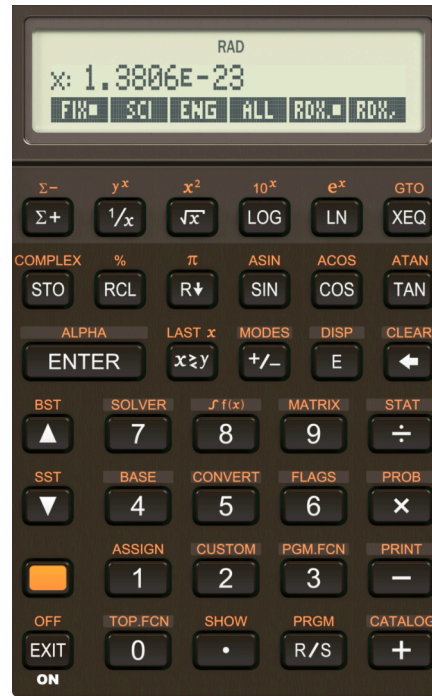 RAD
x: 1.3806E-23
FIX■ SCI ENG ALL RDX.■ RDX,
Σ− yˣ x² 10ˣ eˣ GTO
Σ+ 1/x √x LOG LN XEQ
COMPLEX % π ASIN ACOS ATAN
STO RCL R↓ SIN COS TAN
ALPHA LAST x MODES DISP CLEAR
ENTER x≷y +/− E ←
BST SOLVER ∫f(x) MATRIX STAT
▲ 7 8 9 ÷
SST BASE CONVERT FLAGS PROB
▼ 4 5 6 ×
ASSIGN CUSTOM PGM.FCN PRINT
1 2 3 −
OFF TOP.FCN SHOW PRGM CATALOG
EXIT 0 · R/S +
ON